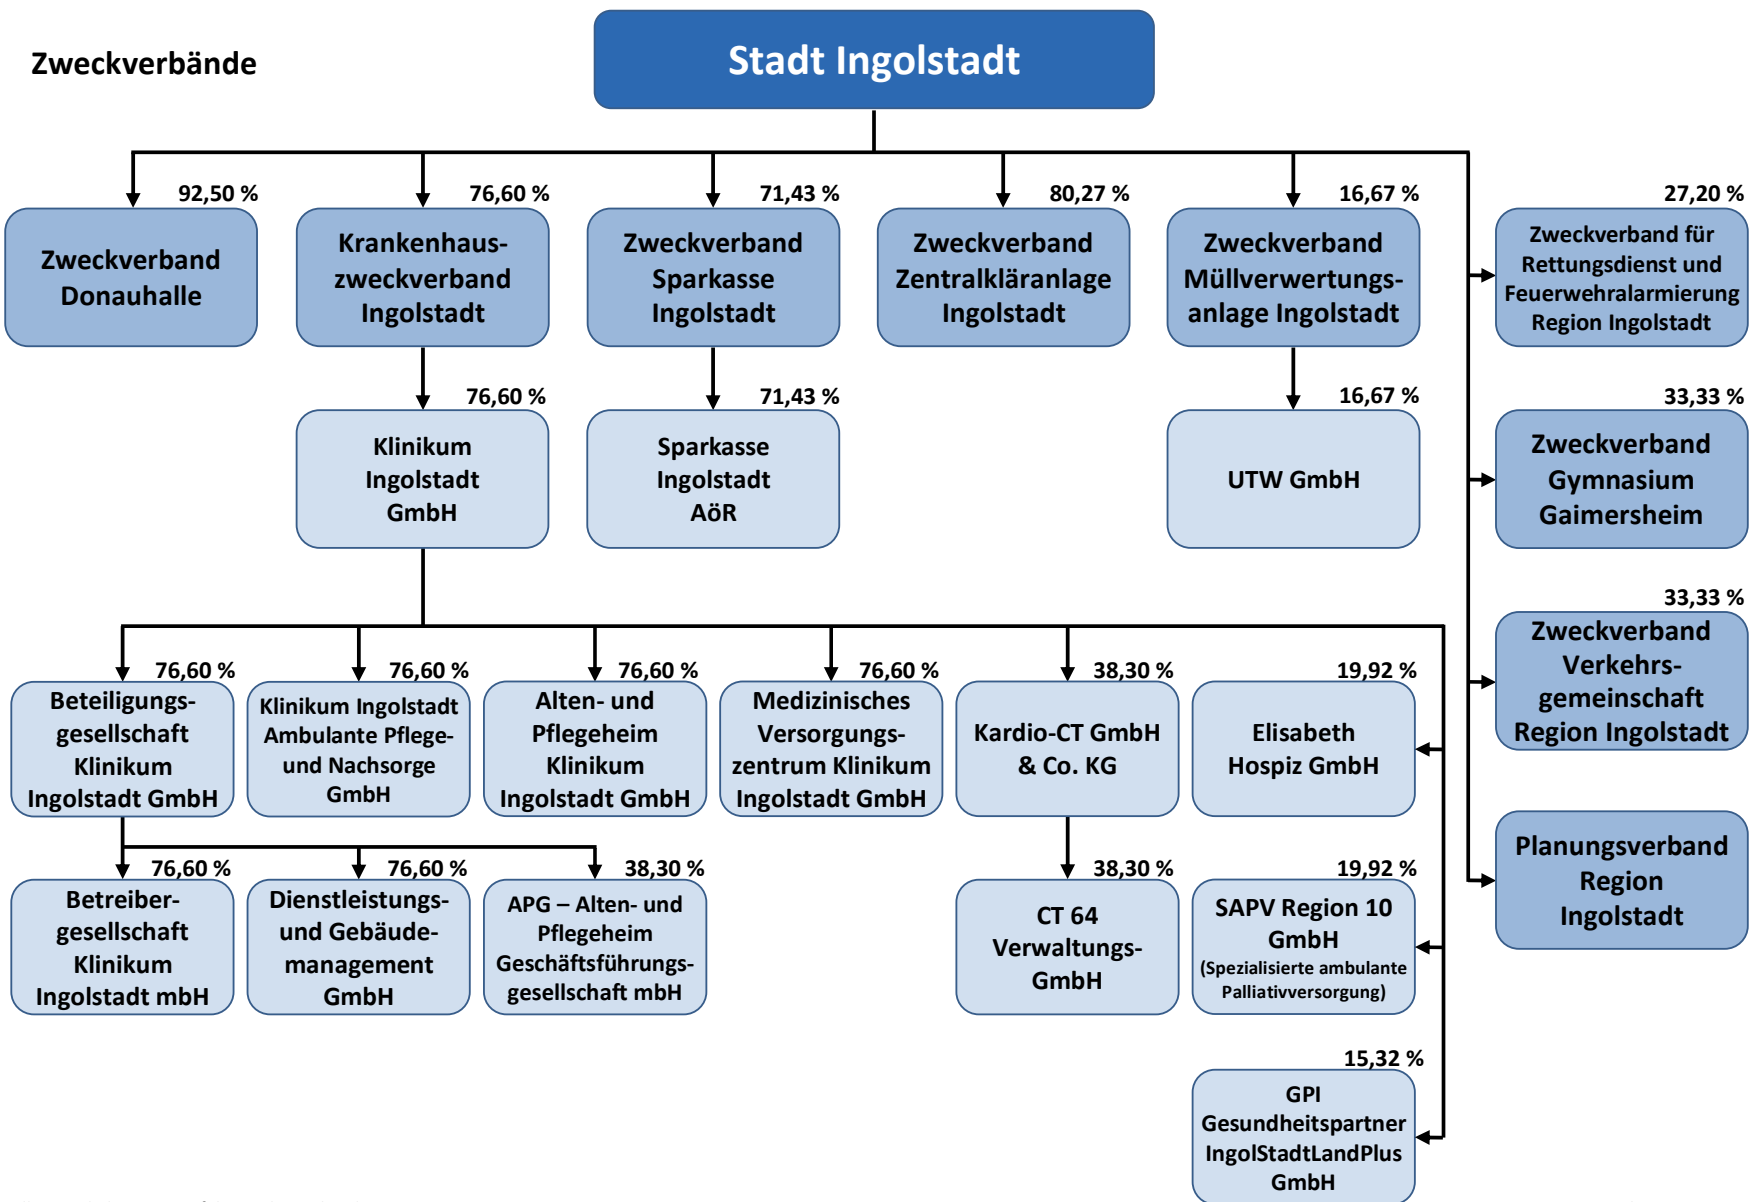 Zweckverbände
Stadt Ingolstadt
92,50 %
Zweckverband
Donauhalle
76,60 %
Krankenhaus-
zweckverband
Ingolstadt
71,43 %
Zweckverband
Sparkasse
Ingolstadt
80,27 %
Zweckverband
Zentralkläranlage
Ingolstadt
16,67 %
Zweckverband
Müllverwertungs-
anlage Ingolstadt
27,20 %
Zweckverband für
Rettungsdienst und
Feuerwehralarmierung
Region Ingolstadt
76,60 %
Klinikum
Ingolstadt
GmbH
71,43 %
Sparkasse
Ingolstadt
AöR
16,67 %
UTW GmbH
33,33 %
Zweckverband
Gymnasium
Gaimersheim
33,33 %
Zweckverband
Verkehrs-
gemeinschaft
Region Ingolstadt
76,60 %
Beteiligungs-
gesellschaft
Klinikum
Ingolstadt GmbH
76,60 %
Klinikum Ingolstadt
Ambulante Pflege-
und Nachsorge
GmbH
76,60 %
Alten- und
Pflegeheim
Klinikum
Ingolstadt GmbH
76,60 %
Medizinisches
Versorgungs-
zentrum Klinikum
Ingolstadt GmbH
38,30 %
Kardio-CT GmbH
& Co. KG
19,92 %
Elisabeth
Hospiz GmbH
Planungsverband
Region
Ingolstadt
76,60 %
Betreiber-
gesellschaft
Klinikum
Ingolstadt mbH
76,60 %
Dienstleistungs-
und Gebäude-
management
GmbH
38,30 %
APG – Alten- und
Pflegeheim
Geschäftsführungs-
gesellschaft mbH
38,30 %
CT 64
Verwaltungs-
GmbH
19,92 %
SAPV Region 10
GmbH
(Spezialisierte ambulante
Palliativversorgung)
15,32 %
GPI
Gesundheitspartner
IngolStadtLandPlus
GmbH